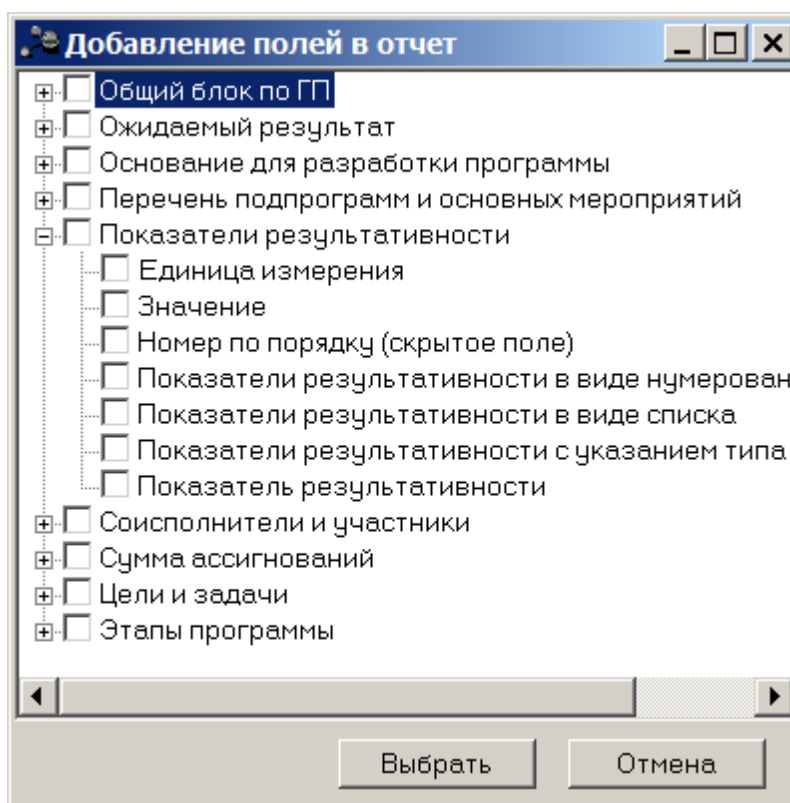 Добавление полей в отчет
Общий блок по ГП
Ожидаемый результат
Основание для разработки программы
Перечень подпрограмм и основных мероприятий
Показатели результативности
Единица измерения
Значение
Номер по порядку (скрытое поле)
Показатели результативности в виде нумерован
Показатели результативности в виде списка
Показатели результативности с указанием типа
Показатель результативности
Соисполнители и участники
Сумма ассигнований
Цели и задачи
Этапы программы
Выбрать Отмена